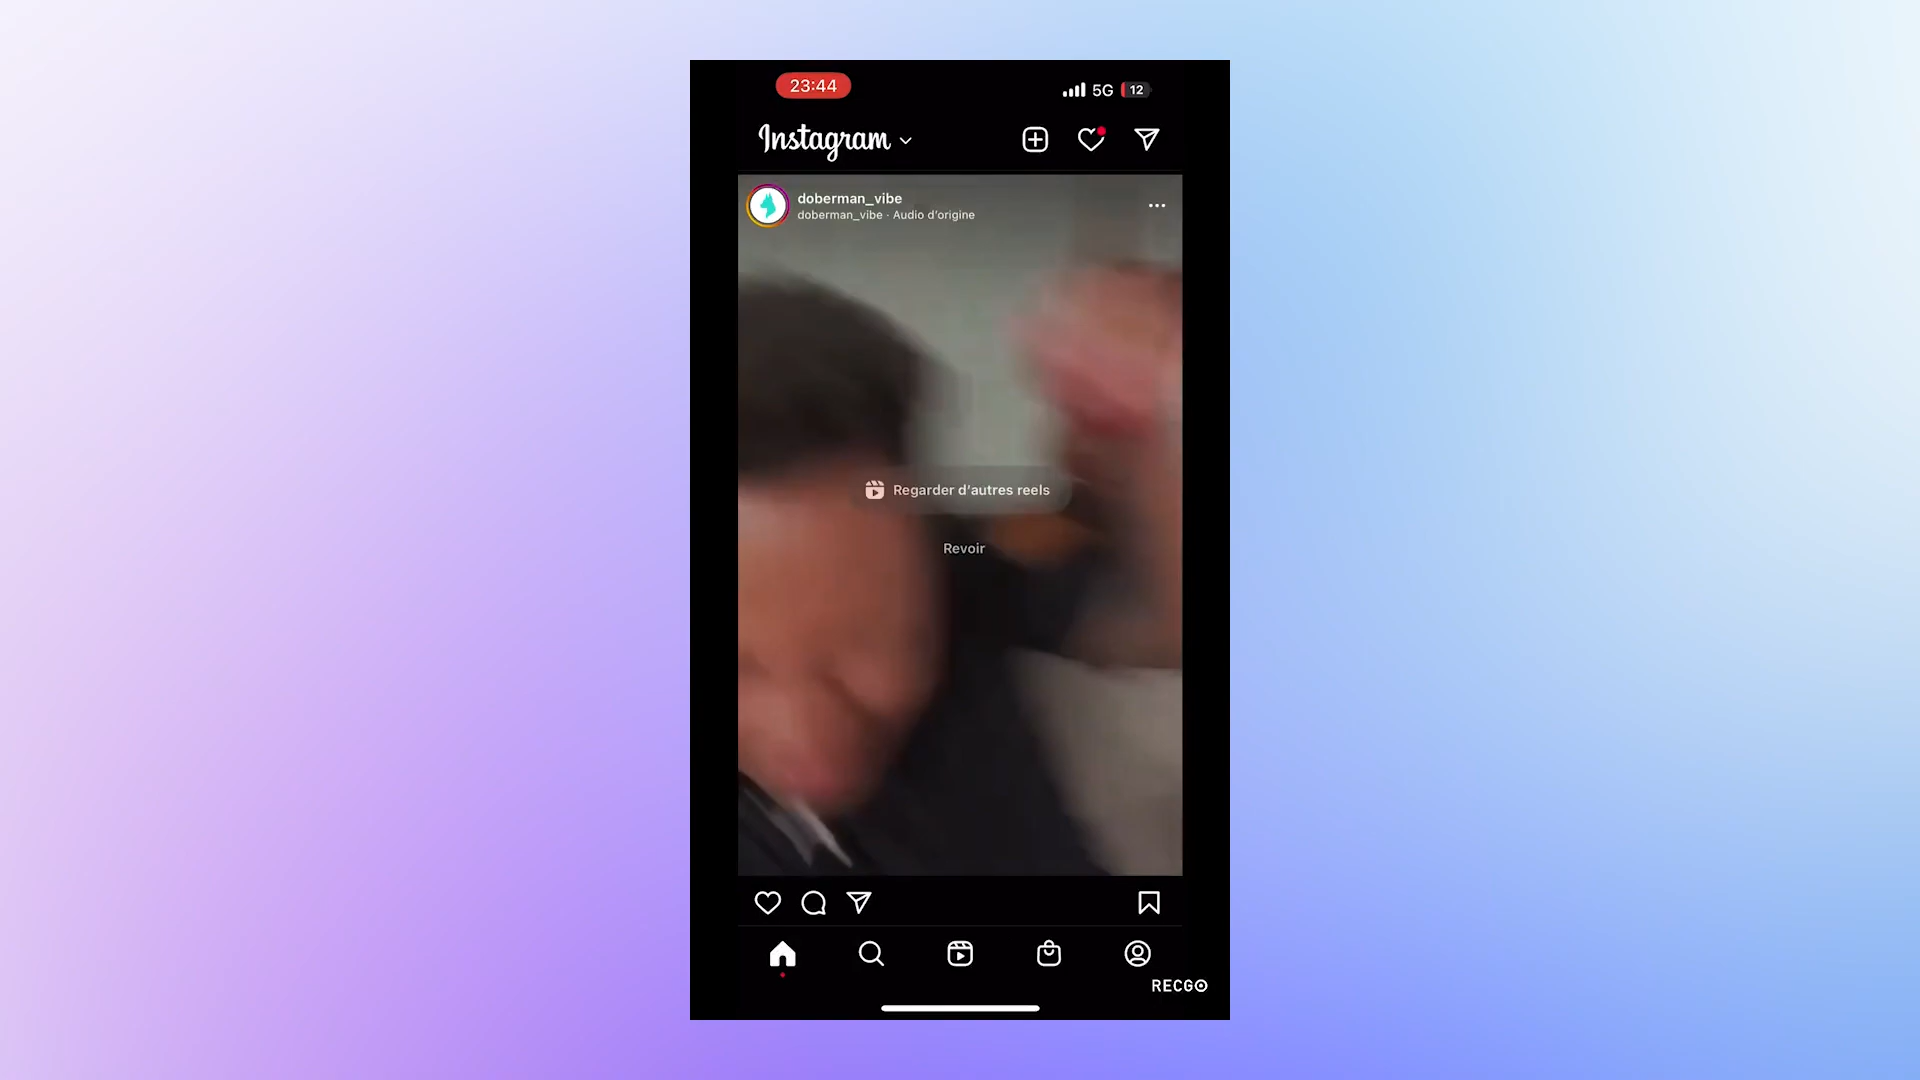 23:44
5G 12
Instagram
doberman_vibe
doberman_vibe · Audio d’origine
Regarder d’autres reels
Revoir
RECGO